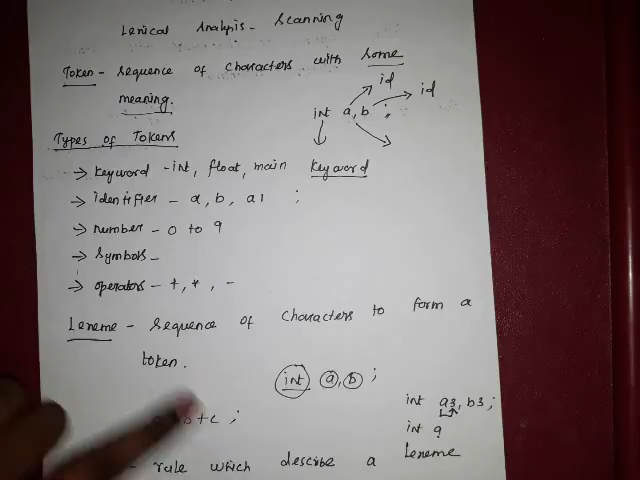 Lexical Analysis - Scanning
Token - sequence of characters with some
meaning.
id
id
int a, b ;
Types of Tokens
→ keyword - int, float, main
keyword
→ identifier - a, b, a1 ;
→ number - 0 to 9
→ symbols -
→ operators - +, *, -
Lexeme - sequence of characters to form a
token.
int a, b ;
b+c ;
int a3, b3;
int a
- rule which describe a Lexeme